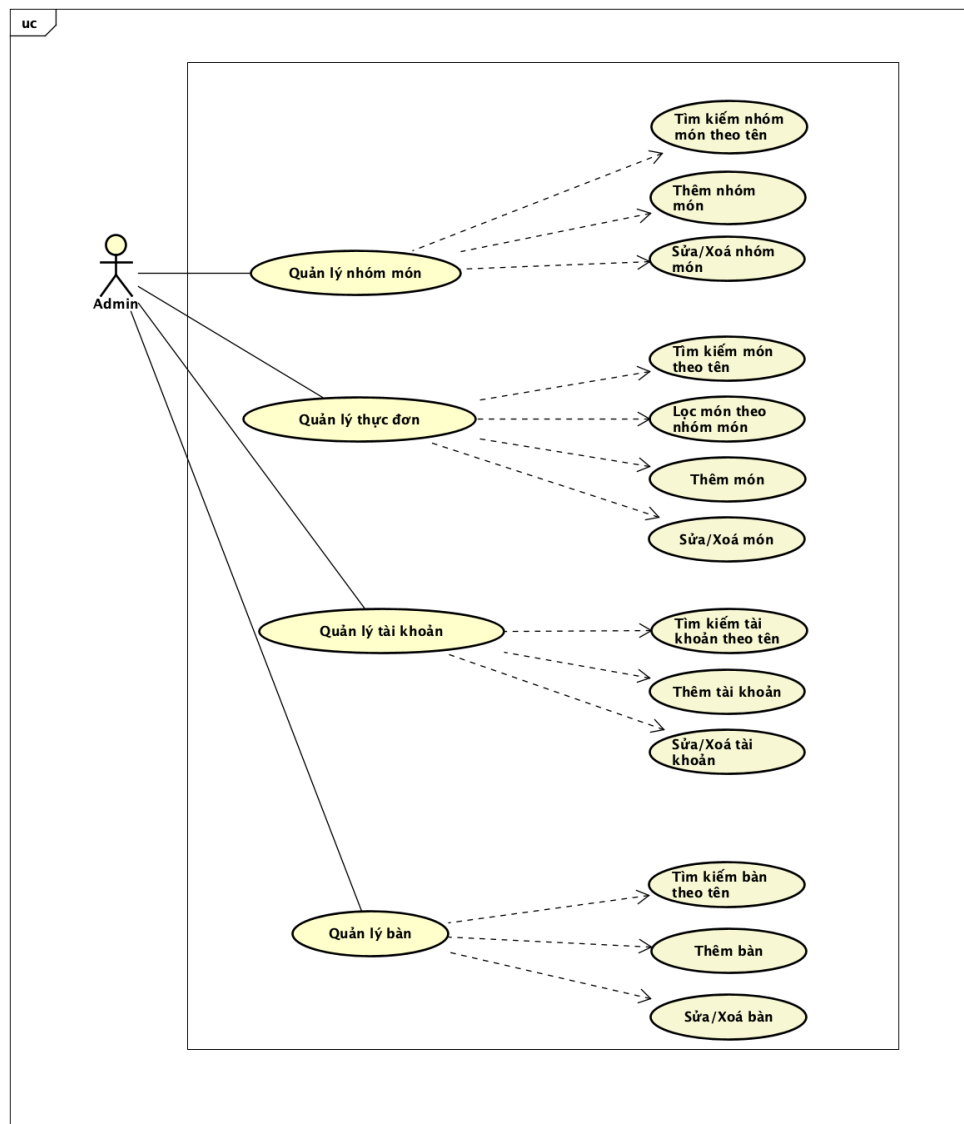 uc
Tìm kiếm nhóm
món theo tên
Thêm nhóm
món
Sửa/Xoá nhóm
món
Quản lý nhóm món
Admin
Tìm kiếm món
theo tên
Lọc món theo
nhóm món
Quản lý thực đơn
Thêm món
Sửa/Xoá món
Tìm kiếm tài
khoản theo tên
Quản lý tài khoản
Thêm tài khoản
Sửa/Xoá tài
khoản
Tìm kiếm bàn
theo tên
Quản lý bàn
Thêm bàn
Sửa/Xoá bàn